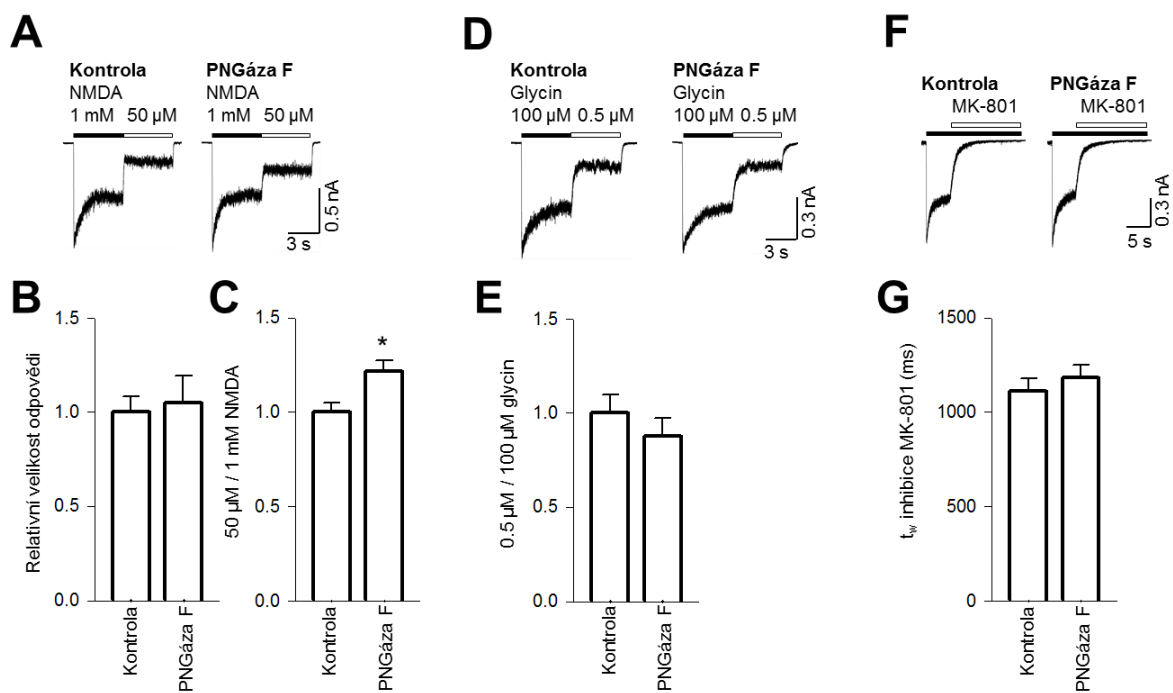 A
Kontrola
NMDA
1 mM 50 µM
PNGáza F
NMDA
1 mM 50 µM
0.5 nA
3 s
D
Kontrola
Glycin
100 µM 0.5 µM
PNGáza F
Glycin
100 µM 0.5 µM
0.3 nA
3 s
F
Kontrola
MK-801
PNGáza F
MK-801
0.3 nA
5 s
B
Relativní velikost odpovědi
1.5
1.0
0.5
0.0
Kontrola
PNGáza F
C
50 µM / 1 mM NMDA
1.5
1.0
0.5
0.0
*
Kontrola
PNGáza F
E
0.5 µM / 100 µM glycin
1.5
1.0
0.5
0.0
Kontrola
PNGáza F
G
tw inhibice MK-801 (ms)
1500
1000
500
0
Kontrola
PNGáza F